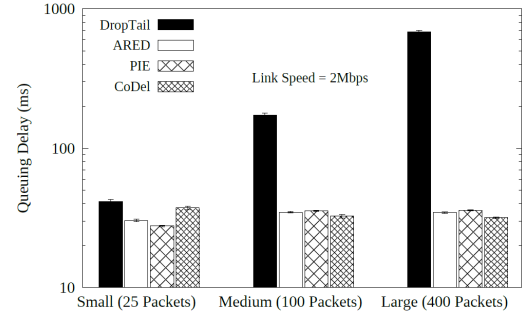 1000
100
10
Queuing Delay (ms)
DropTail
ARED
PIE
CoDel
Link Speed = 2Mbps
Small (25 Packets)
Medium (100 Packets)
Large (400 Packets)